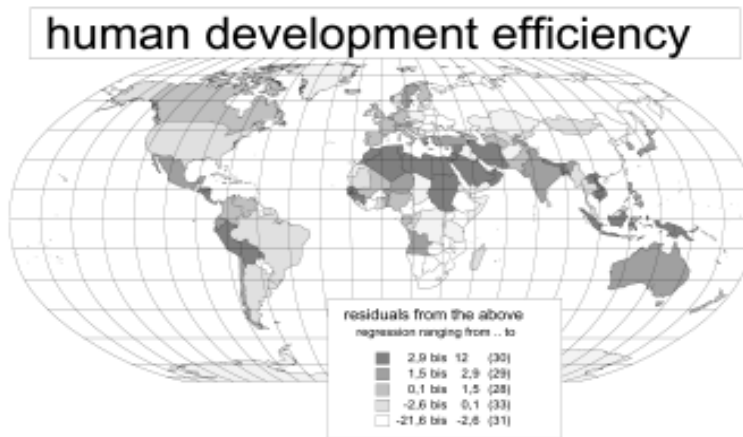 human development efficiency
residuals from the above
regression ranging from .. to
2,9 bis 12 (30)
1,5 bis 2,9 (29)
0,1 bis 1,5 (28)
-2,6 bis 0,1 (33)
-21,6 bis -2,6 (31)